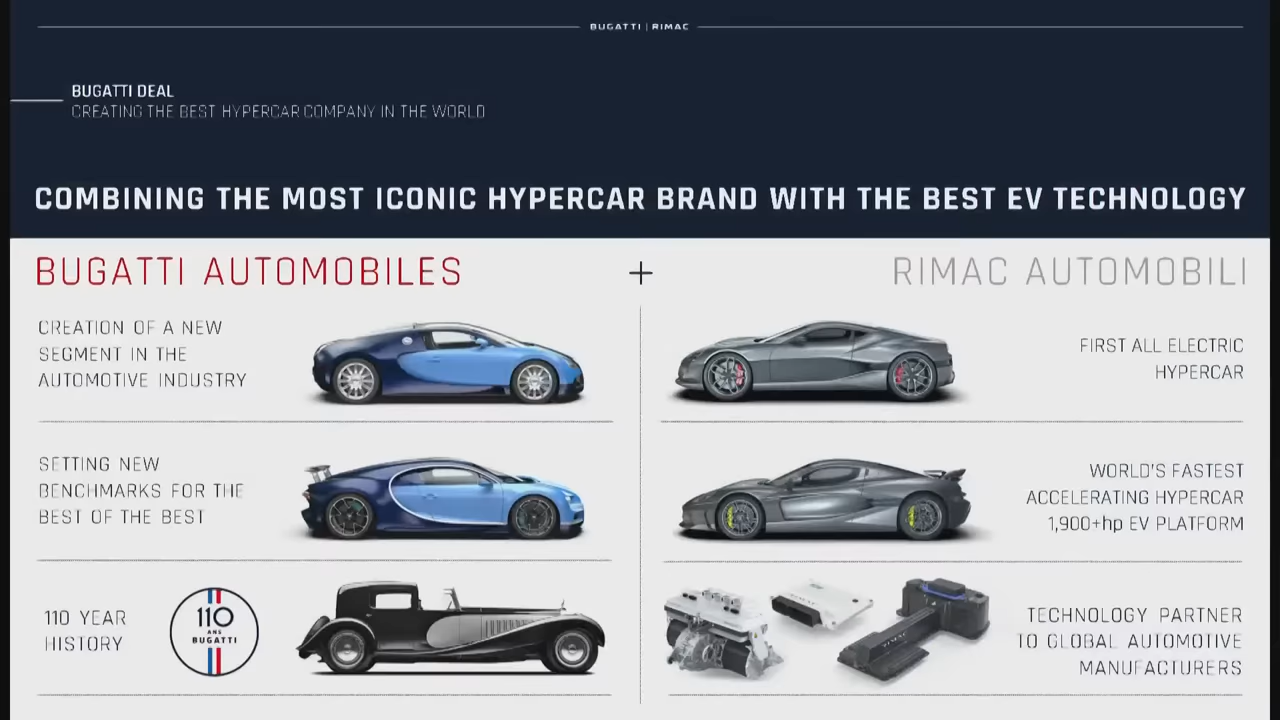 BUGATTI | RIMAC
BUGATTI DEAL
CREATING THE BEST HYPERCAR COMPANY IN THE WORLD
COMBINING THE MOST ICONIC HYPERCAR BRAND WITH THE BEST EV TECHNOLOGY
BUGATTI AUTOMOBILES
+
RIMAC AUTOMOBILI
CREATION OF A NEW
SEGMENT IN THE
AUTOMOTIVE INDUSTRY
FIRST ALL ELECTRIC
HYPERCAR
SETTING NEW
BENCHMARKS FOR THE
BEST OF THE BEST
WORLD'S FASTEST
ACCELERATING HYPERCAR
1,900+hp EV PLATFORM
110 YEAR
HISTORY
110
ANS
BUGATTI
RIMAC
RIMAC
TECHNOLOGY PARTNER
TO GLOBAL AUTOMOTIVE
MANUFACTURERS